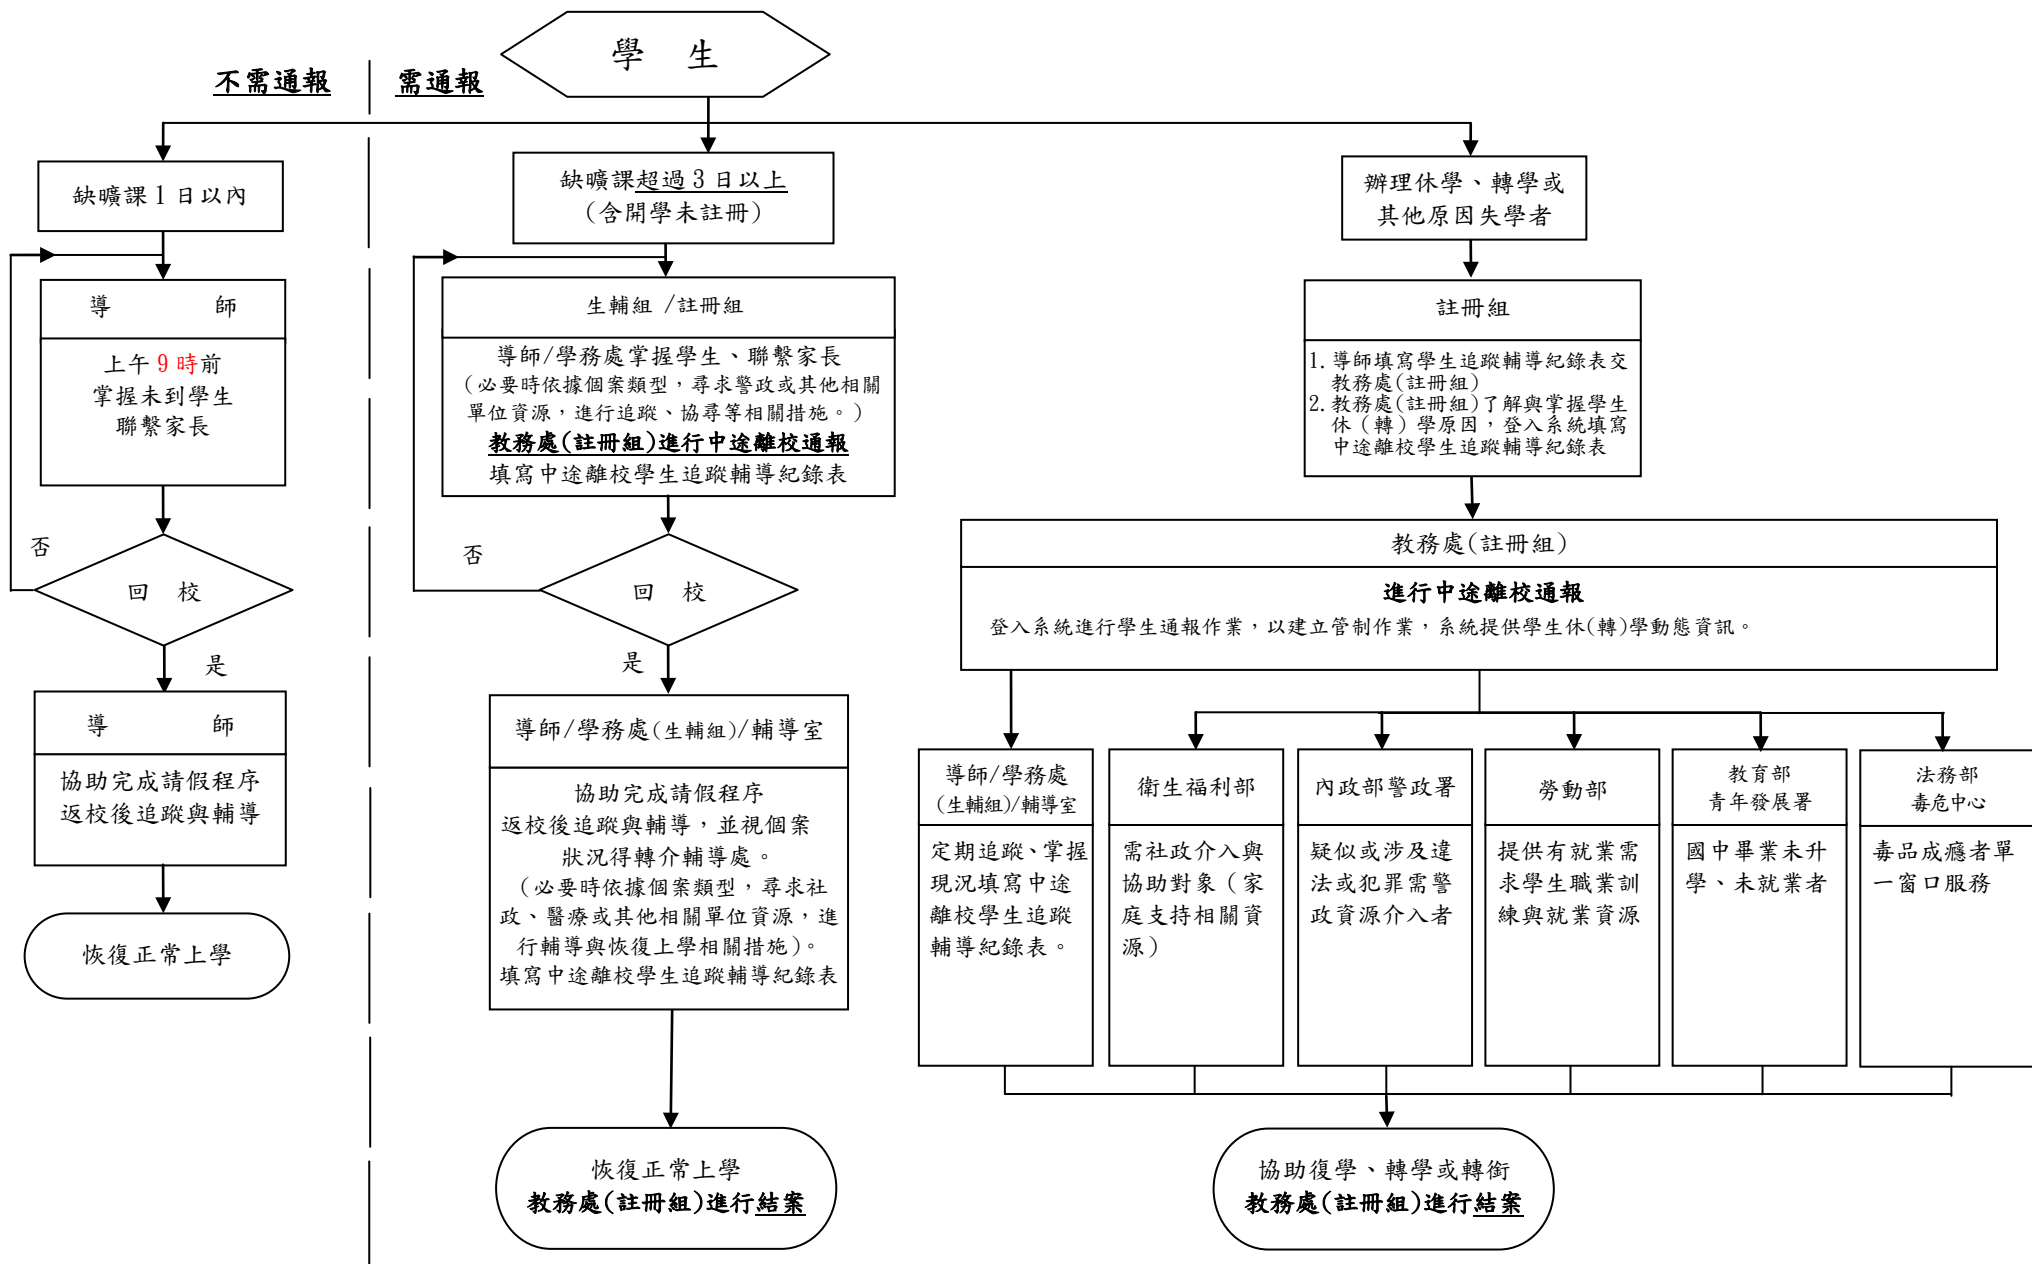 學 生
不需通報
需通報
缺曠課 1 日以內
導 師
上午 9 時前
掌握未到學生
聯繫家長
否
回 校
是
導 師
協助完成請假程序
返校後追蹤與輔導
恢復正常上學
缺曠課超過 3 日以上
(含開學未註冊)
生輔組 /註冊組
導師/學務處掌握學生、聯繫家長
(必要時依據個案類型，尋求警政或其他相關
單位資源，進行追蹤、協尋等相關措施。)
教務處(註冊組)進行中途離校通報
填寫中途離校學生追蹤輔導紀錄表
否
回 校
是
導師/學務處(生輔組)/輔導室
協助完成請假程序
返校後追蹤與輔導，並視個案
狀況得轉介輔導處。
(必要時依據個案類型，尋求社
政、醫療或其他相關單位資源，進
行輔導與恢復上學相關措施)。
填寫中途離校學生追蹤輔導紀錄表
恢復正常上學
教務處(註冊組)進行結案
辦理休學、轉學或
其他原因失學者
註冊組
1. 導師填寫學生追蹤輔導紀錄表交
教務處(註冊組)
2. 教務處(註冊組)了解與掌握學生
休(轉)學原因，登入系統填寫
中途離校學生追蹤輔導紀錄表
教務處(註冊組)
進行中途離校通報
登入系統進行學生通報作業，以建立管制作業，系統提供學生休(轉)學動態資訊。
導師/學務處
(生輔組)/輔導室
定期追蹤、掌握
現況填寫中途
離校學生追蹤
輔導紀錄表。
衛生福利部
需社政介入與
協助對象(家
庭支持相關資
源)
內政部警政署
疑似或涉及違
法或犯罪需警
政資源介入者
勞動部
提供有就業需
求學生職業訓
練與就業資源
教育部
青年發展署
國中畢業未升
學、未就業者
法務部
毒危中心
毒品成癮者單
一窗口服務
協助復學、轉學或轉銜
教務處(註冊組)進行結案